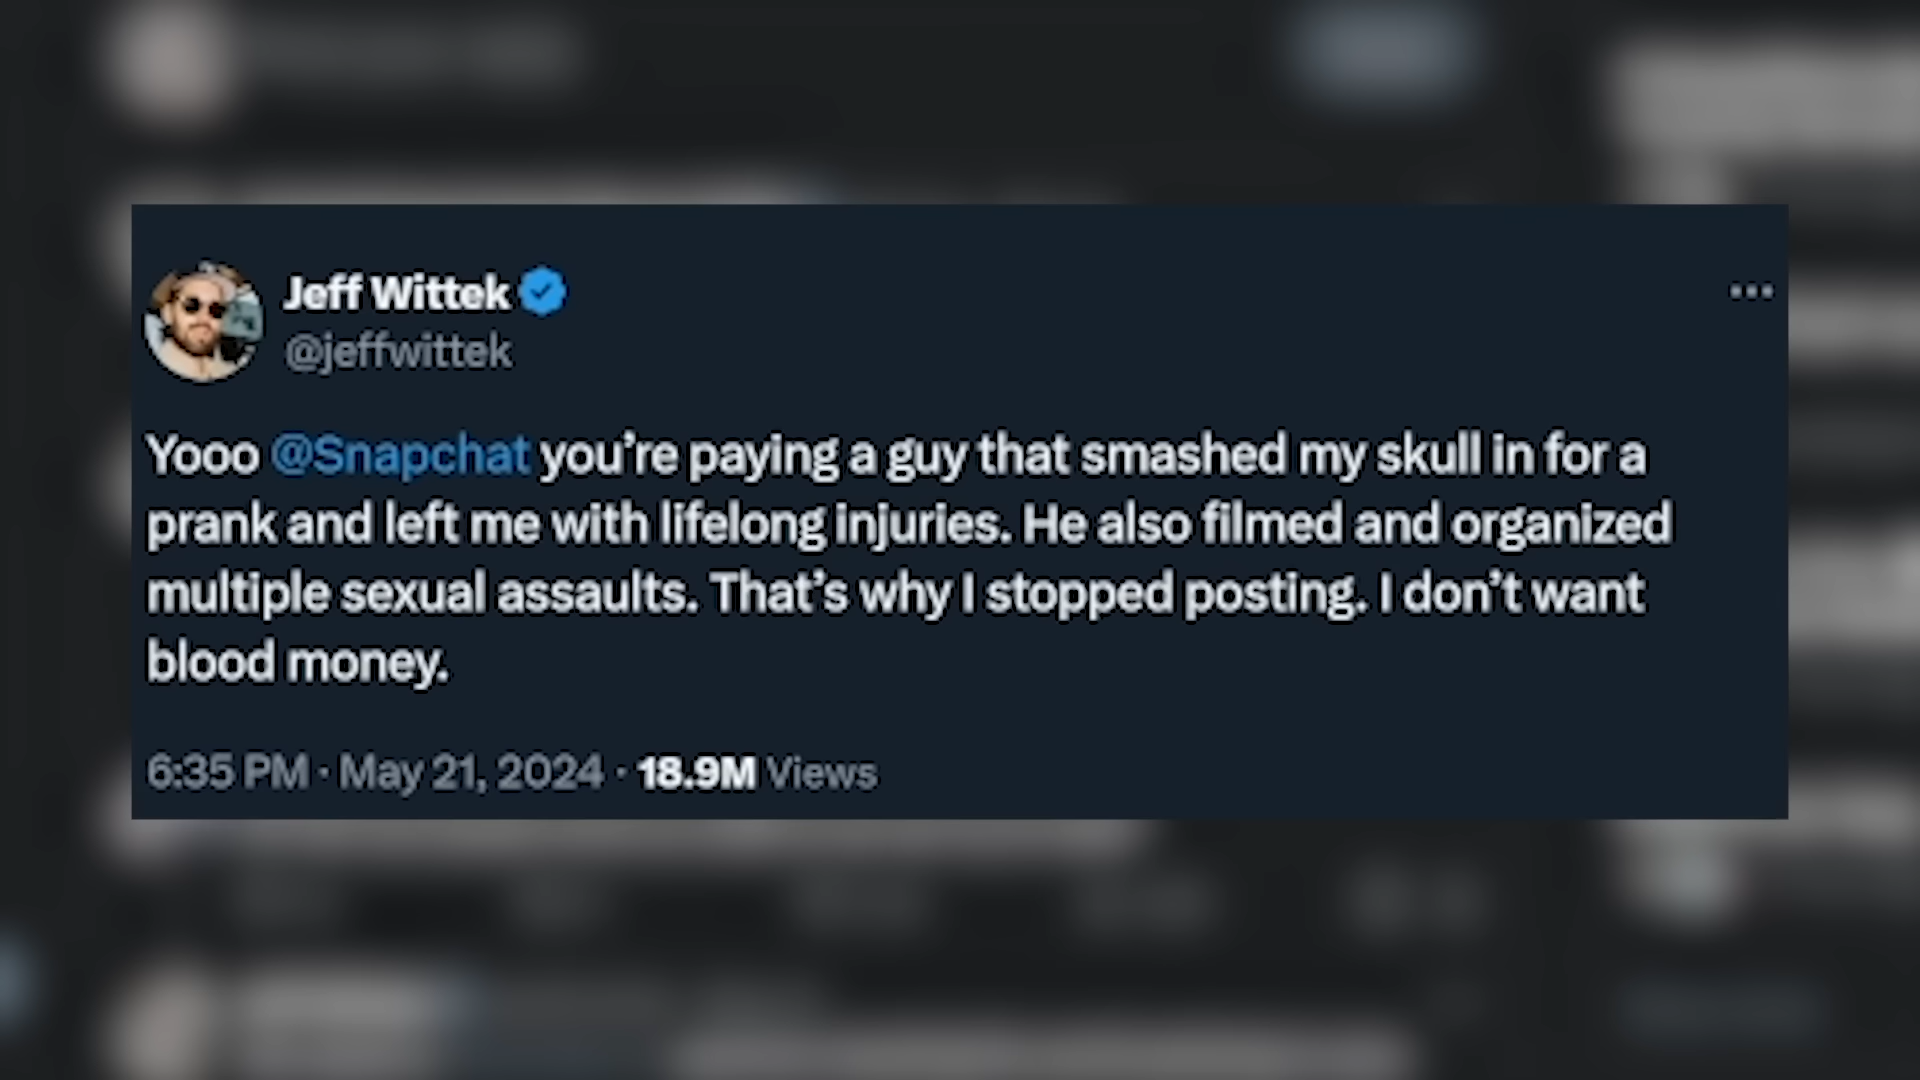 Jeff Wittek
@jeffwittek
Yooo @Snapchat you’re paying a guy that smashed my skull in for a
prank and left me with lifelong injuries. He also filmed and organized
multiple sexual assaults. That’s why I stopped posting. I don’t want
blood money.
6:35 PM · May 21, 2024 · 18.9M Views